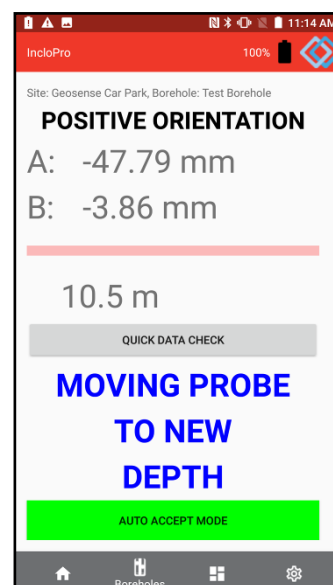 11:14 AM
IncloPro
100%
Site: Geosense Car Park, Borehole: Test Borehole
POSITIVE ORIENTATION
A: -47.79 mm
B: -3.86 mm
10.5 m
QUICK DATA CHECK
MOVING PROBE
TO NEW
DEPTH
AUTO ACCEPT MODE
Boreholes